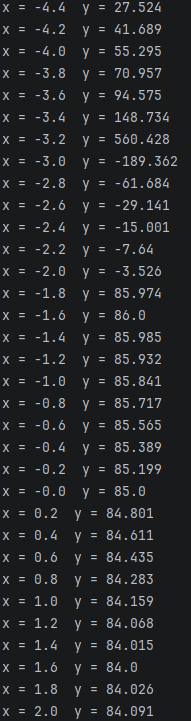 x = -4.4  y = 27.524
x = -4.2  y = 41.689
x = -4.0  y = 55.295
x = -3.8  y = 70.957
x = -3.6  y = 94.575
x = -3.4  y = 148.734
x = -3.2  y = 560.428
x = -3.0  y = -189.362
x = -2.8  y = -61.684
x = -2.6  y = -29.141
x = -2.4  y = -15.001
x = -2.2  y = -7.64
x = -2.0  y = -3.526
x = -1.8  y = 85.974
x = -1.6  y = 86.0
x = -1.4  y = 85.985
x = -1.2  y = 85.932
x = -1.0  y = 85.841
x = -0.8  y = 85.717
x = -0.6  y = 85.565
x = -0.4  y = 85.389
x = -0.2  y = 85.199
x = -0.0  y = 85.0
x = 0.2  y = 84.801
x = 0.4  y = 84.611
x = 0.6  y = 84.435
x = 0.8  y = 84.283
x = 1.0  y = 84.159
x = 1.2  y = 84.068
x = 1.4  y = 84.015
x = 1.6  y = 84.0
x = 1.8  y = 84.026
x = 2.0  y = 84.091